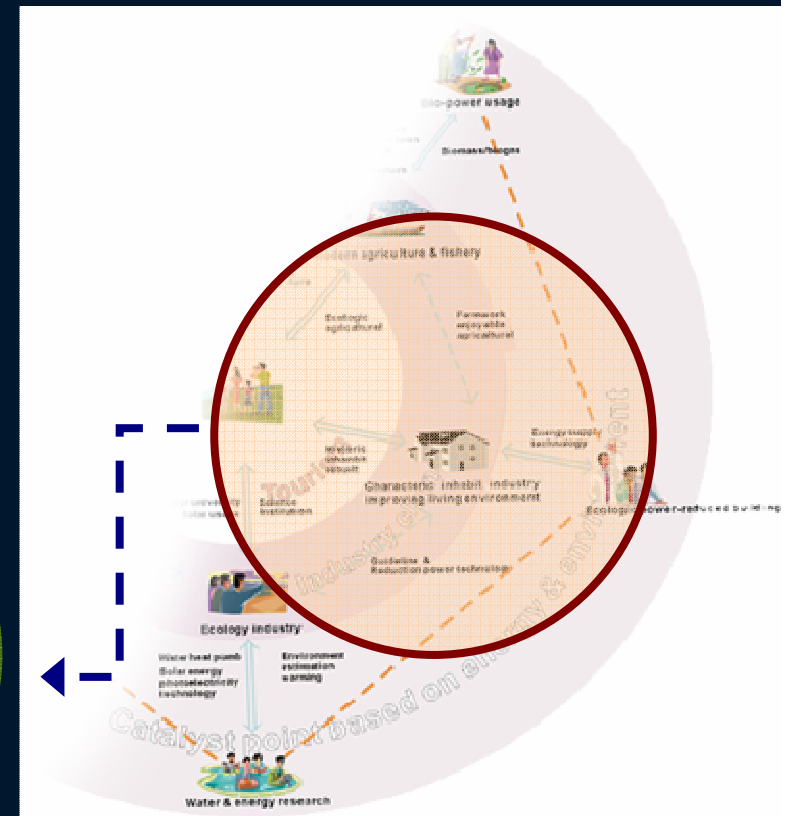 Bio-power usage
Biomass/biogas
modern agriculture & fishery
Ecologic
agricultural
Farmwork
enjoyable
agricultural
Energy supply
technology
Historic
Tourism
Characteristic inhabit industry
improving living environment
Ecologic power-reduced building
Science
institution
Industry
Guideline &
Reduction power technology
Ecology industry
Water heat pumb
Solar energy
photoelectricity
technology
Environment
estimation
warming
Catalyst point based on energy & environment
Water & energy research